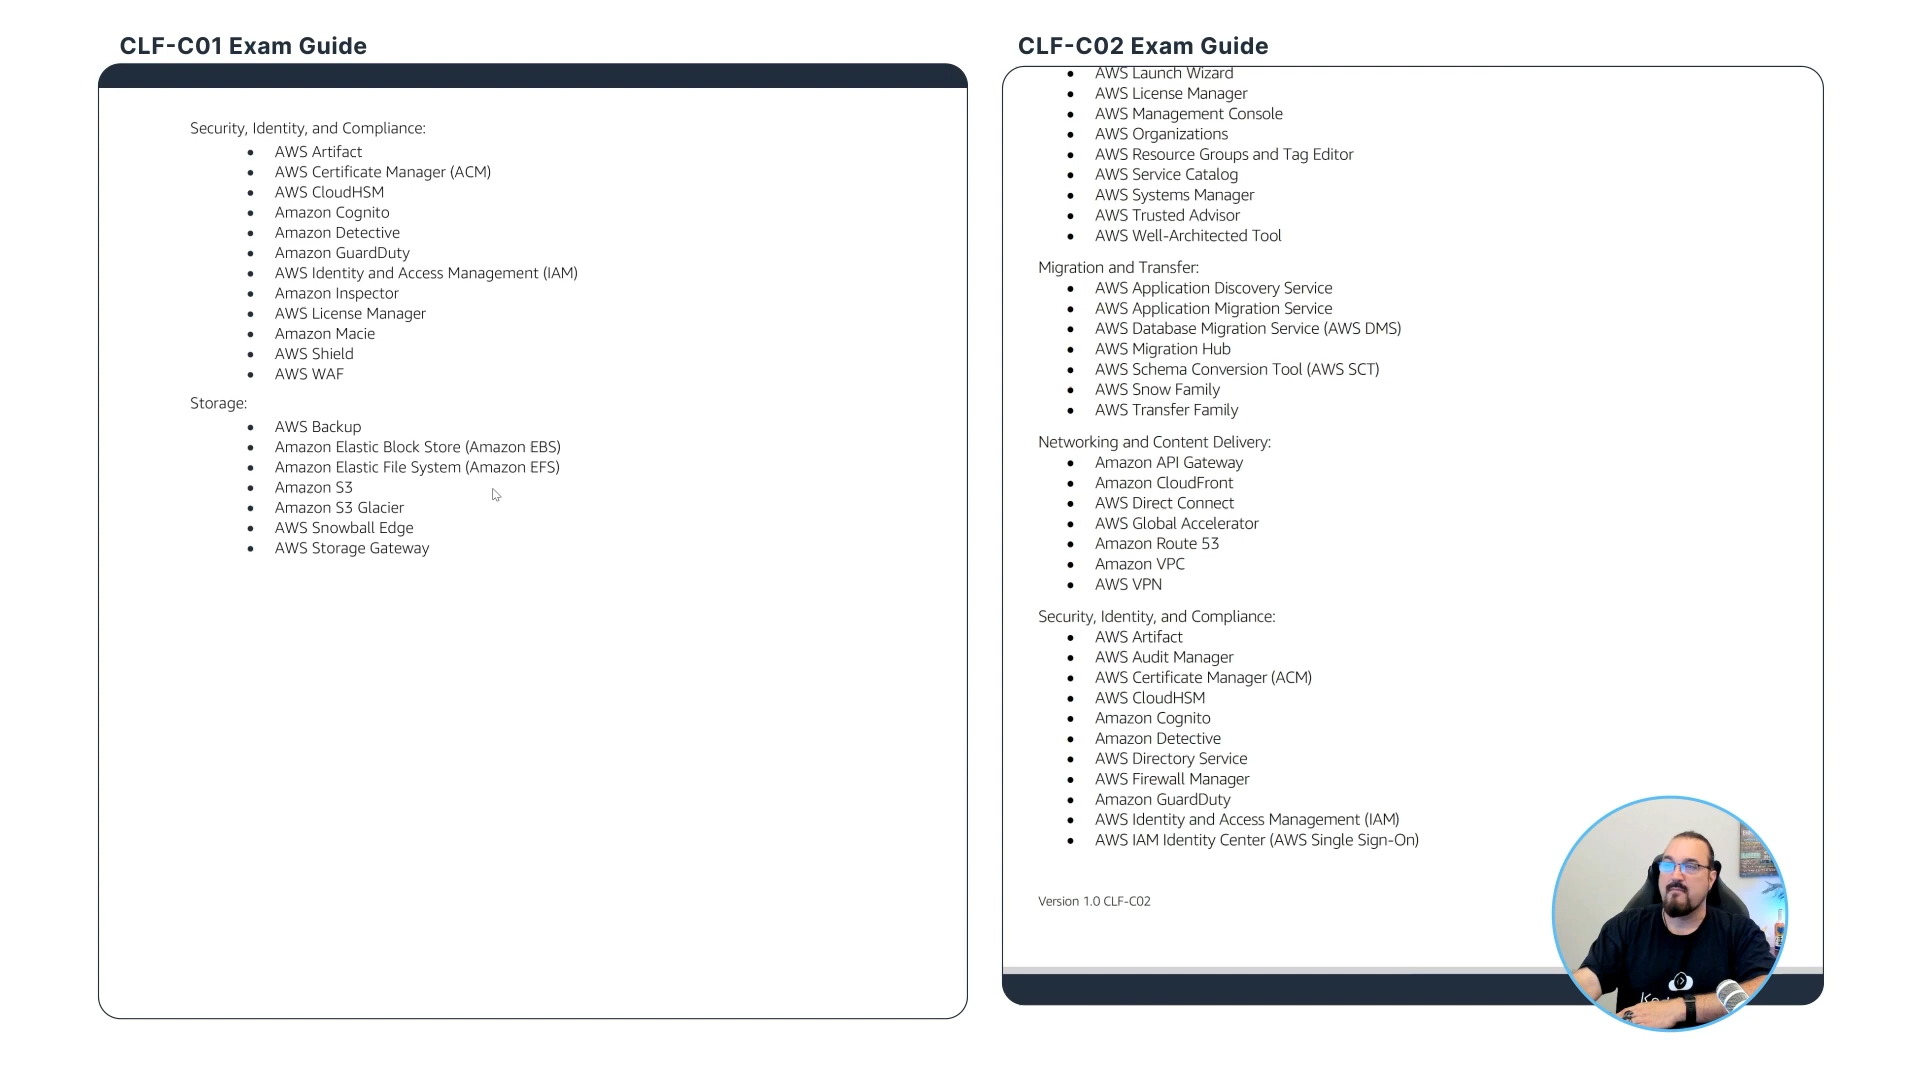 CLF-C01 Exam Guide
Security, Identity, and Compliance:
• AWS Artifact
• AWS Certificate Manager (ACM)
• AWS CloudHSM
• Amazon Cognito
• Amazon Detective
• Amazon GuardDuty
• AWS Identity and Access Management (IAM)
• Amazon Inspector
• AWS License Manager
• Amazon Macie
• AWS Shield
• AWS WAF
Storage:
• AWS Backup
• Amazon Elastic Block Store (Amazon EBS)
• Amazon Elastic File System (Amazon EFS)
• Amazon S3
• Amazon S3 Glacier
• AWS Snowball Edge
• AWS Storage Gateway
CLF-C02 Exam Guide
• AWS Launch Wizard
• AWS License Manager
• AWS Management Console
• AWS Organizations
• AWS Resource Groups and Tag Editor
• AWS Service Catalog
• AWS Systems Manager
• AWS Trusted Advisor
• AWS Well-Architected Tool
Migration and Transfer:
• AWS Application Discovery Service
• AWS Application Migration Service
• AWS Database Migration Service (AWS DMS)
• AWS Migration Hub
• AWS Schema Conversion Tool (AWS SCT)
• AWS Snow Family
• AWS Transfer Family
Networking and Content Delivery:
• Amazon API Gateway
• Amazon CloudFront
• AWS Direct Connect
• AWS Global Accelerator
• Amazon Route 53
• Amazon VPC
• AWS VPN
Security, Identity, and Compliance:
• AWS Artifact
• AWS Audit Manager
• AWS Certificate Manager (ACM)
• AWS CloudHSM
• Amazon Cognito
• Amazon Detective
• AWS Directory Service
• AWS Firewall Manager
• Amazon GuardDuty
• AWS Identity and Access Management (IAM)
• AWS IAM Identity Center (AWS Single Sign-On)
Version 1.0 CLF-C02